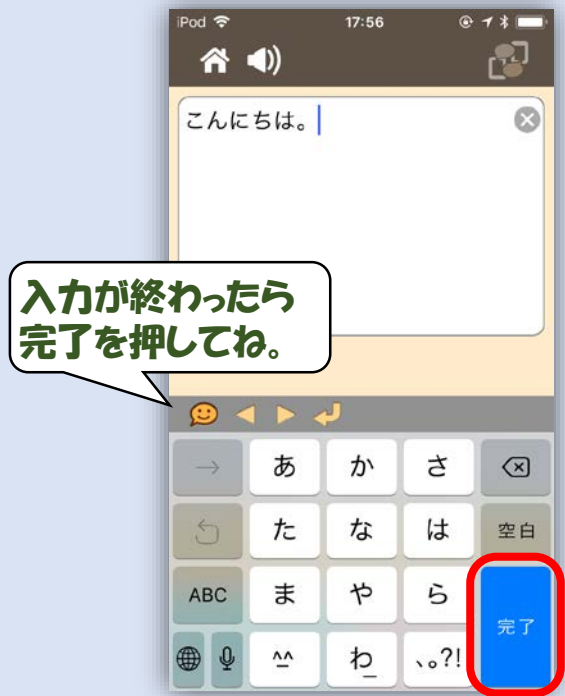 iPod 17:56
こんにちは。
入力が終わったら
完了を押してね。
→ あ か さ
た な は 空白
ABC ま や ら 完了
^^ わ_ 、。?!